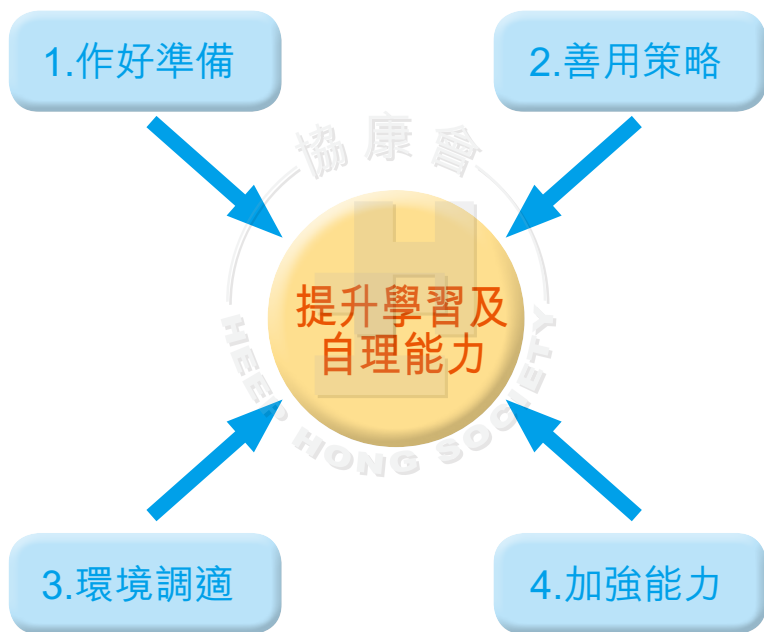 1.作好準備
2.善用策略
協康會
提升學習及
自理能力
HEEP HONG SOCIETY
3.環境調適
4.加強能力